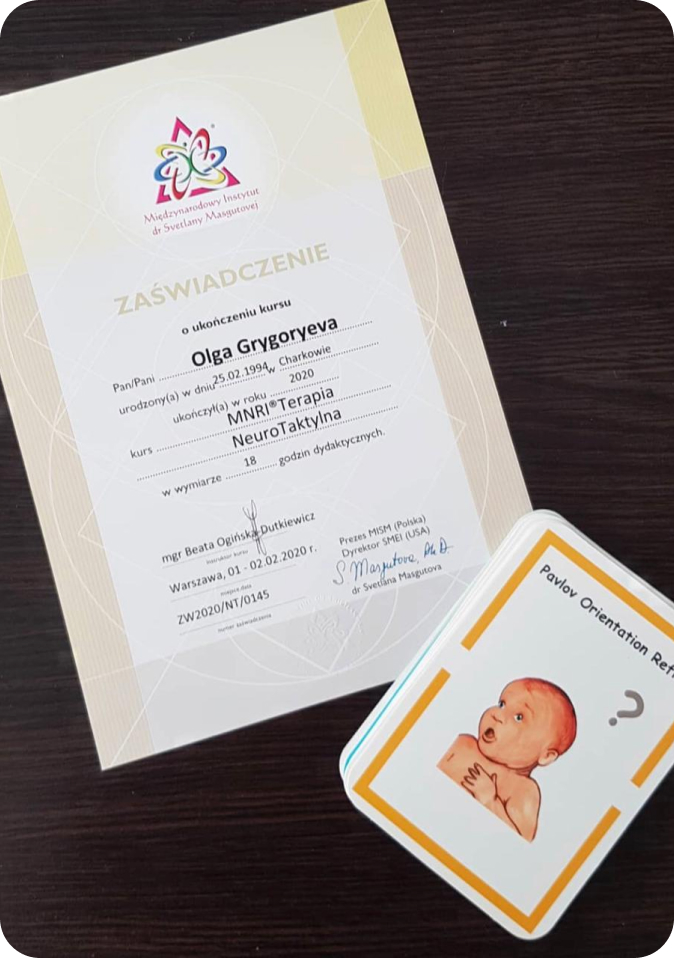 Międzynarodowy Instytut
dr Svetlany Masgutovej
ZAŚWIADCZENIE
o ukończeniu kursu
Pan/Pani Olga Grygoryeva
urodzony(a) w dniu 25.02.1994 w Charkowie
ukończył(a) w roku 2020
kurs MNRI®Terapia
NeuroTaktylna
w wymiarze 18 godzin dydaktycznych.
mgr Beata Ogińska-Dutkiewicz
instruktor kursu
Warszawa, 01 - 02.02.2020 r.
miejsce/data
ZW2020/NT/0145
numer zaświadczenia
Prezes MISM (Polska)
Dyrektor SMEI (USA)
S Masgutova, Ph D
dr Svetlana Masgutova
Pavlov Orientation Ref
?